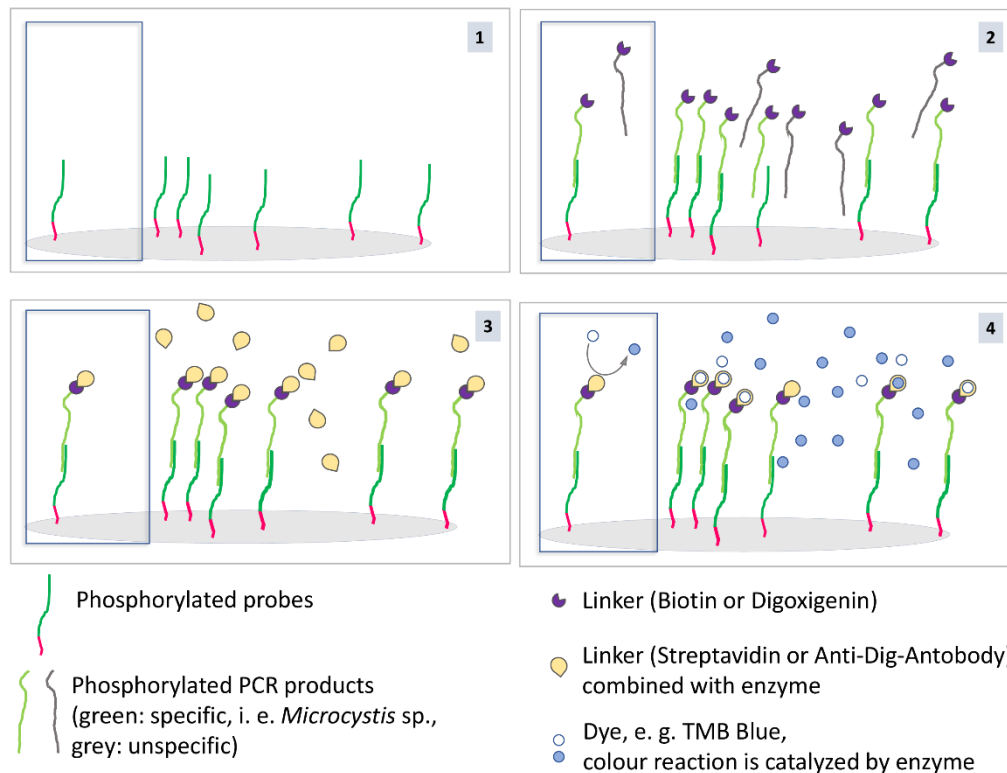 1
2
3
4
Phosphorylated probes
Phosphorylated PCR products
(green: specific, i. e. Microcystis sp.,
grey: unspecific)
Linker (Biotin or Digoxigenin)
Linker (Streptavidin or Anti-Dig-Antobody)
combined with enzyme
Dye, e. g. TMB Blue,
colour reaction is catalyzed by enzyme